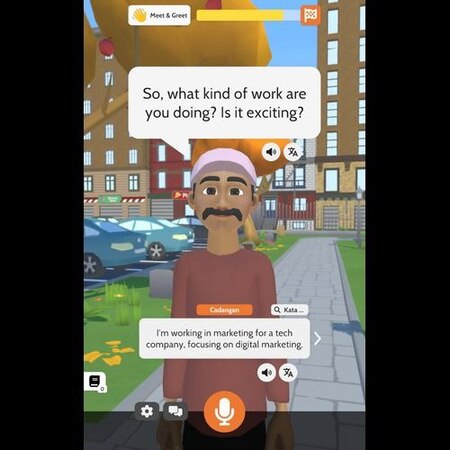 Meet & Greet
So, what kind of work are
you doing? Is it exciting?
Cadangan
Kata ...
I'm working in marketing for a tech
company, focusing on digital marketing.
0